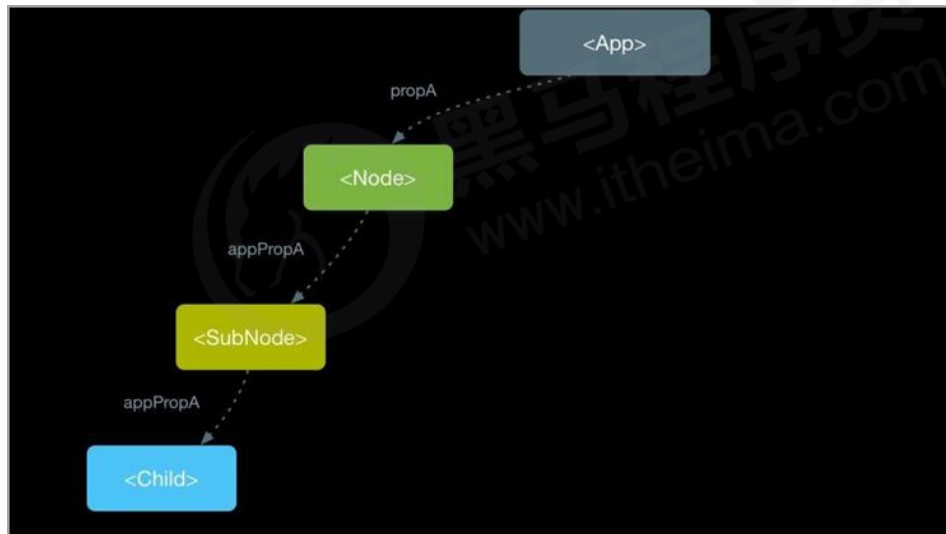 <App>
propA
黑马程序员
www.itheima.com
<Node>
appPropA
<SubNode>
appPropA
<Child>